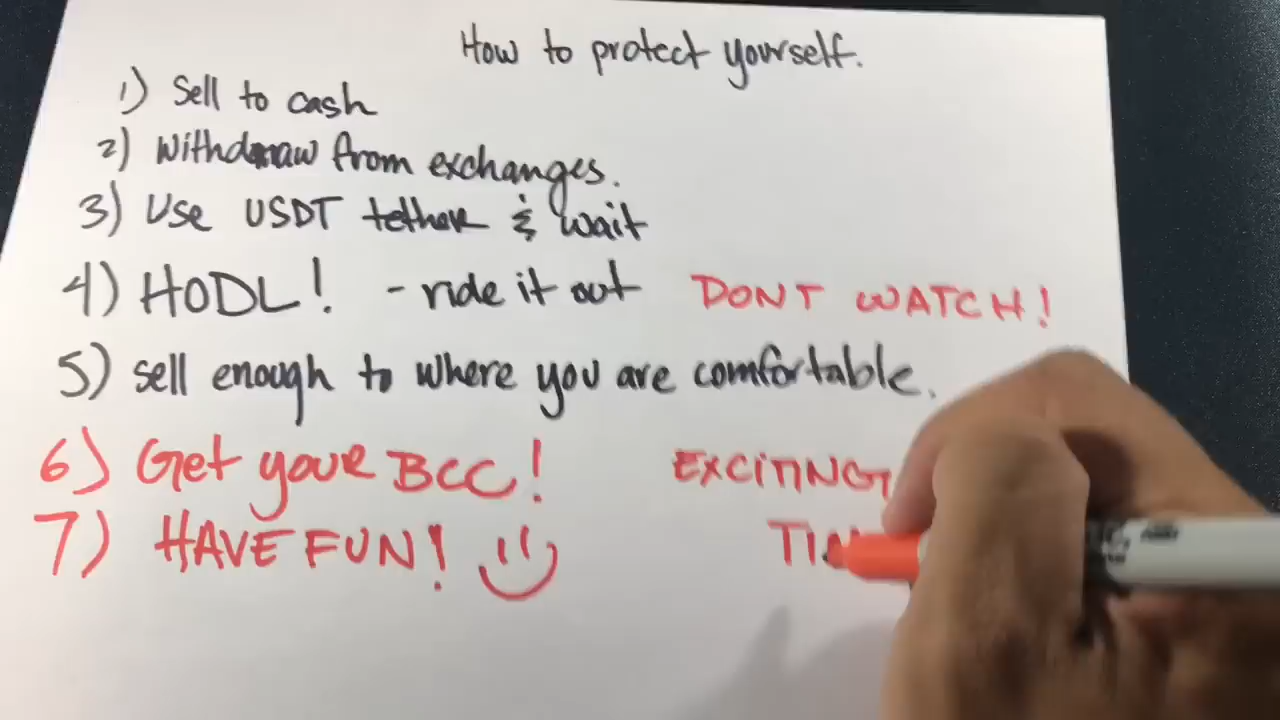 How to protect yourself.
1) Sell to cash
2) Withdraw from exchanges.
3) Use USDT tether & wait
4) HODL! - ride it out DONT WATCH!
5) sell enough to where you are comfortable.
6) Get your BCC! EXCITING
7) HAVE FUN!